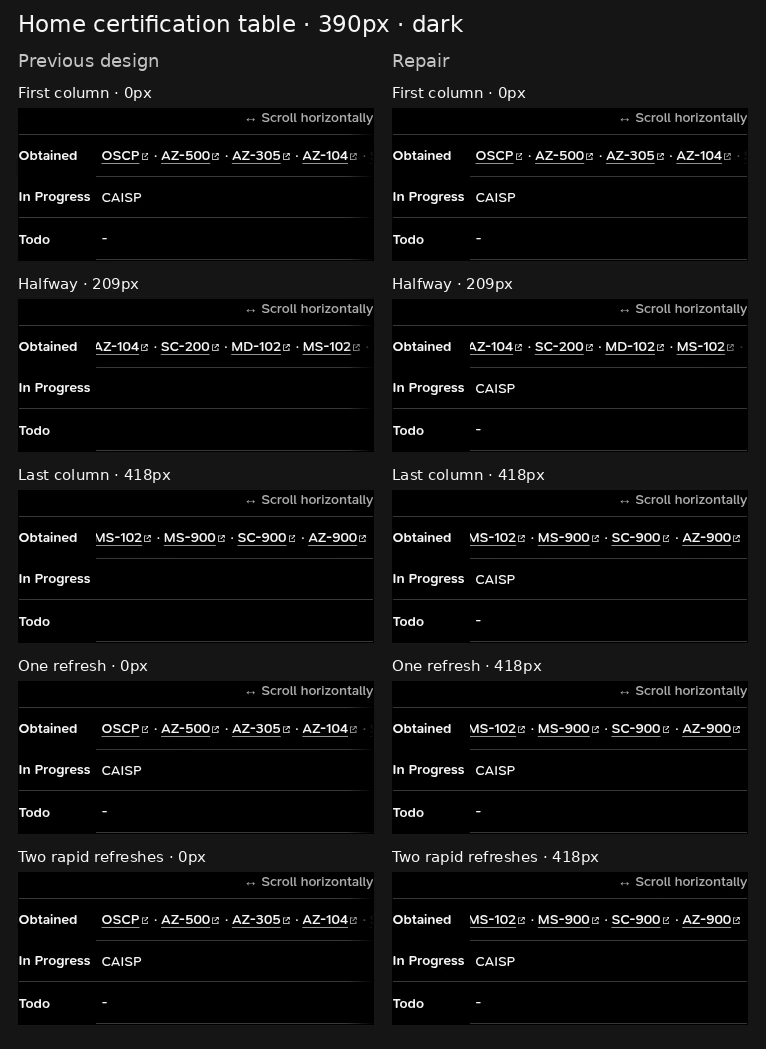 Home certification table · 390px · dark
Previous design
Repair
First column · 0px
↔ Scroll horizontally
Obtained OSCP · AZ-500 · AZ-305 · AZ-104 ·
In Progress CAISP
Todo -
First column · 0px
↔ Scroll horizontally
Obtained OSCP · AZ-500 · AZ-305 · AZ-104 ·
In Progress CAISP
Todo -
Halfway · 209px
↔ Scroll horizontally
Obtained AZ-104 · SC-200 · MD-102 · MS-102 ·
In Progress
Todo
Halfway · 209px
↔ Scroll horizontally
Obtained AZ-104 · SC-200 · MD-102 · MS-102 ·
In Progress CAISP
Todo -
Last column · 418px
↔ Scroll horizontally
Obtained MS-102 · MS-900 · SC-900 · AZ-900
In Progress
Todo
Last column · 418px
↔ Scroll horizontally
Obtained MS-102 · MS-900 · SC-900 · AZ-900
In Progress CAISP
Todo -
One refresh · 0px
↔ Scroll horizontally
Obtained OSCP · AZ-500 · AZ-305 · AZ-104 ·
In Progress CAISP
Todo -
One refresh · 418px
↔ Scroll horizontally
Obtained MS-102 · MS-900 · SC-900 · AZ-900
In Progress CAISP
Todo -
Two rapid refreshes · 0px
↔ Scroll horizontally
Obtained OSCP · AZ-500 · AZ-305 · AZ-104 ·
In Progress CAISP
Todo -
Two rapid refreshes · 418px
↔ Scroll horizontally
Obtained MS-102 · MS-900 · SC-900 · AZ-900
In Progress CAISP
Todo -